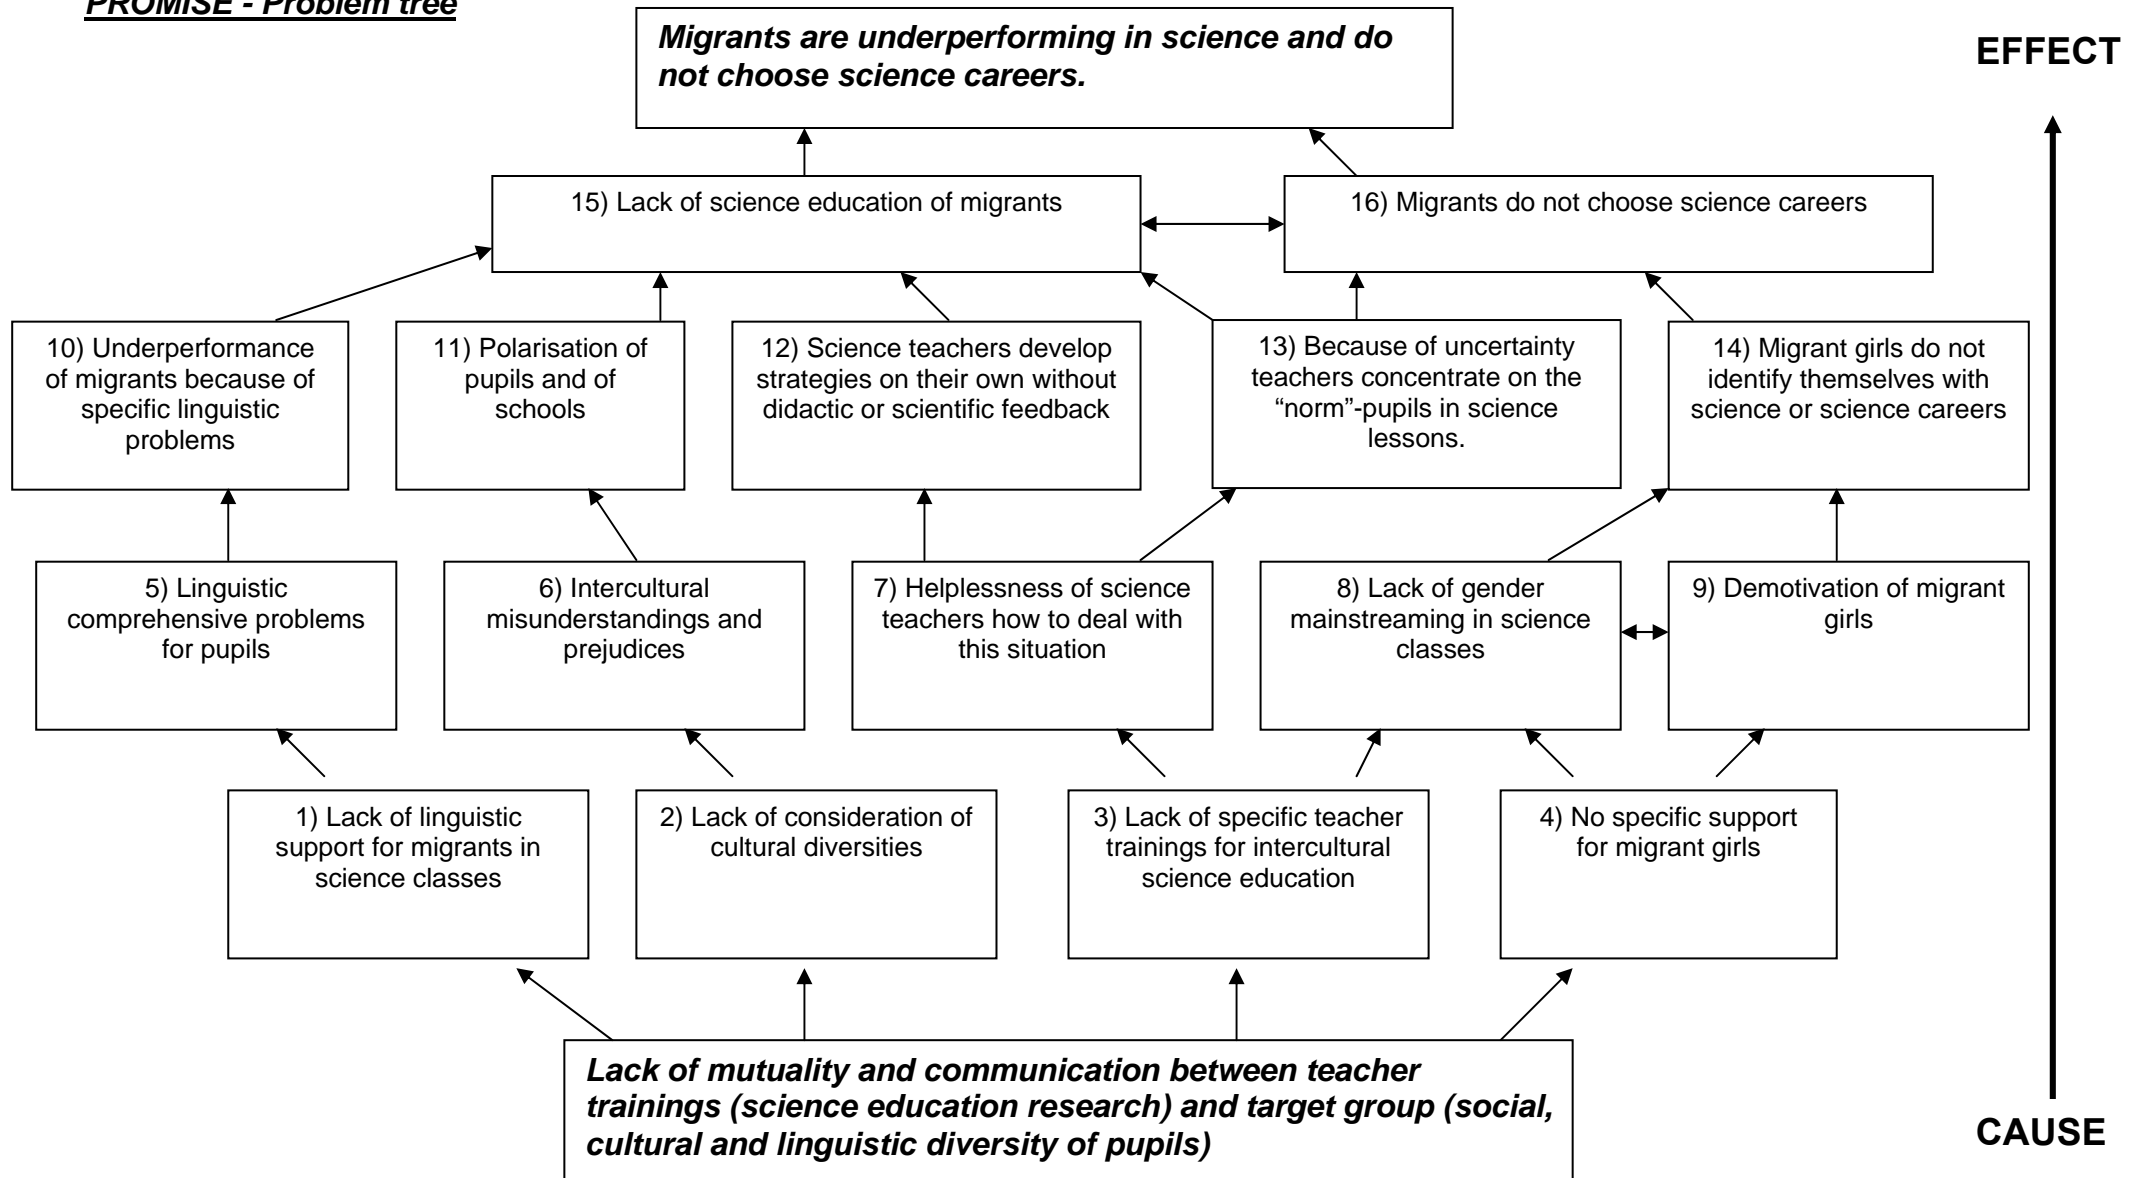 PROMISE - Problem tree
Migrants are underperforming in science and do
not choose science careers.
EFFECT
15) Lack of science education of migrants
16) Migrants do not choose science careers
10) Underperformance
of migrants because of
specific linguistic
problems
11) Polarisation of
pupils and of
schools
12) Science teachers develop
strategies on their own without
didactic or scientific feedback
13) Because of uncertainty
teachers concentrate on the
“norm”-pupils in science
lessons.
14) Migrant girls do not
identify themselves with
science or science careers
5) Linguistic
comprehensive problems
for pupils
6) Intercultural
misunderstandings and
prejudices
7) Helplessness of science
teachers how to deal with
this situation
8) Lack of gender
mainstreaming in science
classes
9) Demotivation of migrant
girls
1) Lack of linguistic
support for migrants in
science classes
2) Lack of consideration of
cultural diversities
3) Lack of specific teacher
trainings for intercultural
science education
4) No specific support
for migrant girls
Lack of mutuality and communication between teacher
trainings (science education research) and target group (social,
cultural and linguistic diversity of pupils)
CAUSE